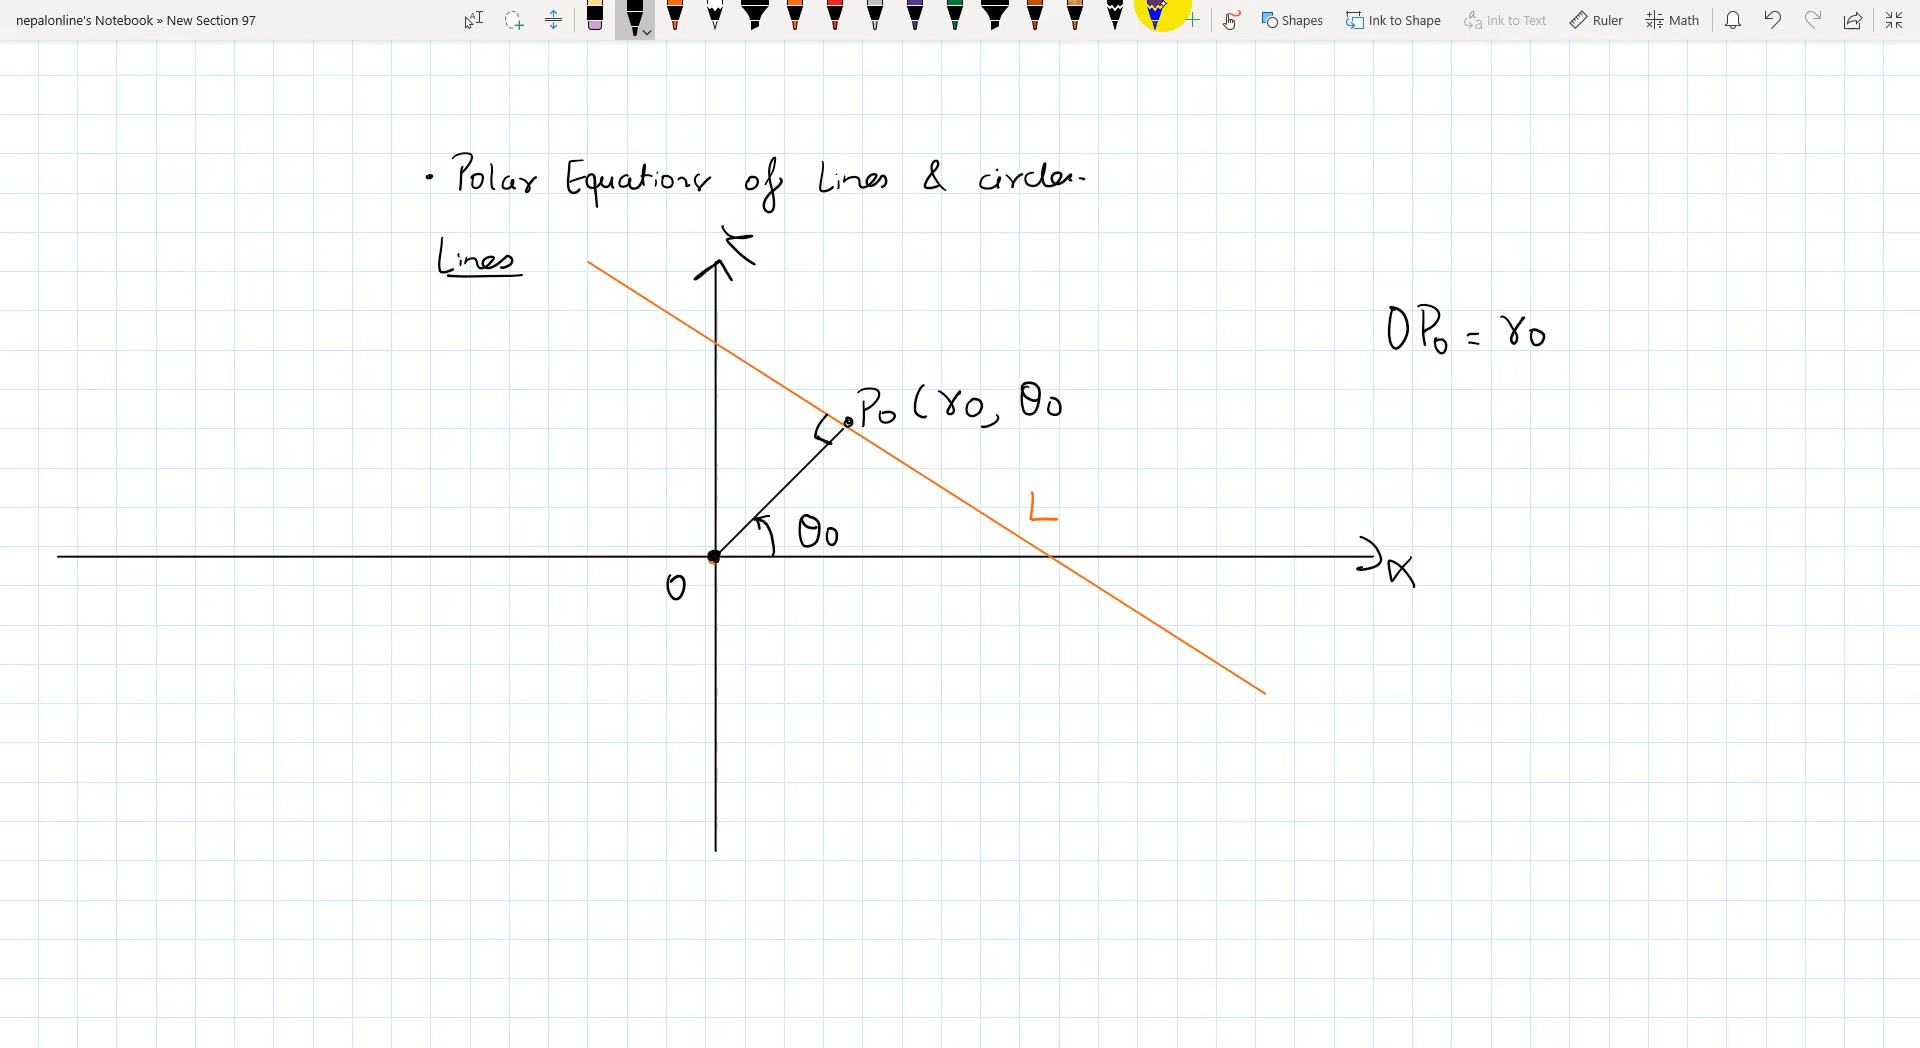 nepalonline's Notebook » New Section 97
Shapes
Ink to Shape
Ink to Text
Ruler
Math
• Polar Equations of Lines & circles.
Lines
Y
OP₀ = r₀
P₀ (r₀, θ₀
L
θ₀
X
O